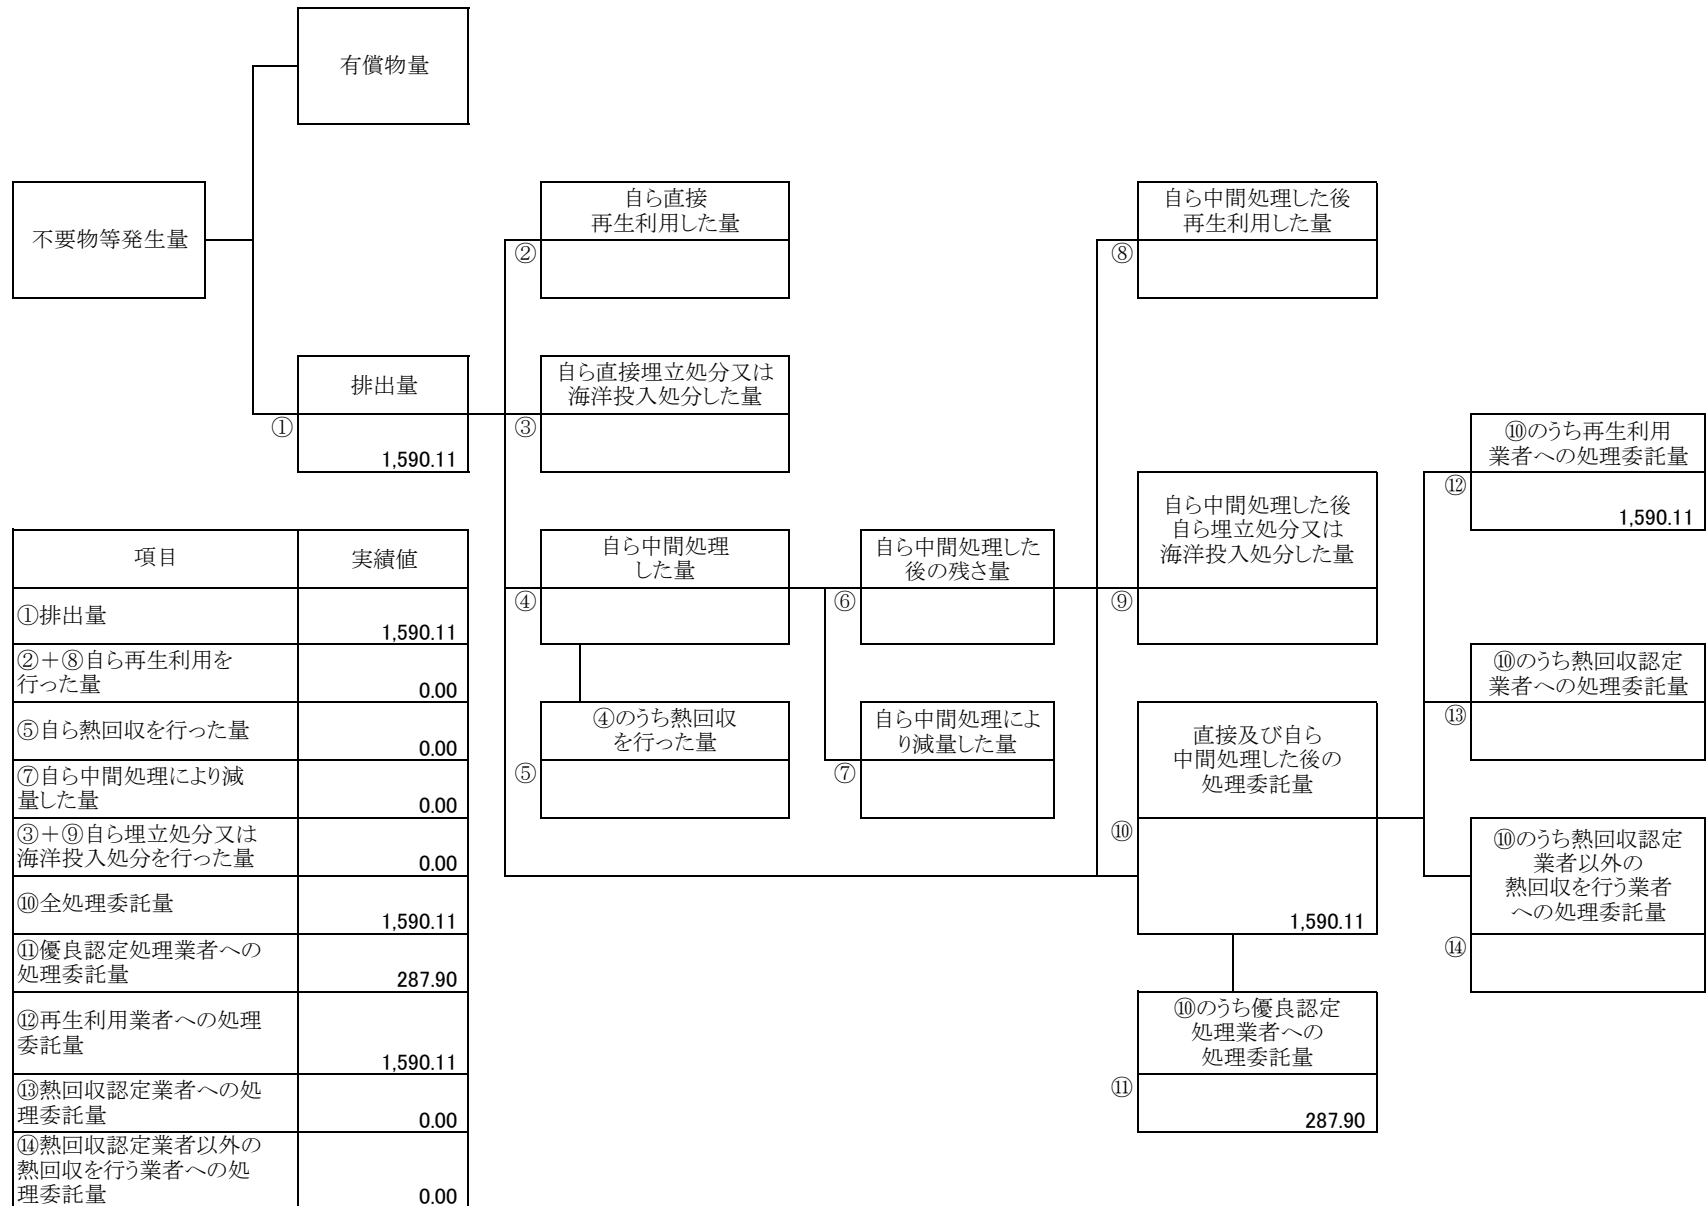 有償物量
不要物等発生量
自ら直接
再生利用した量
②
自ら中間処理した後
再生利用した量
⑧
排出量
①
1,590.11
自ら直接埋立処分又は
海洋投入処分した量
③
⑩のうち再生利用
業者への処理委託量
⑫
1,590.11
自ら中間処理
した量
④
自ら中間処理した
後の残さ量
⑥
自ら中間処理した後
自ら埋立処分又は
海洋投入処分した量
⑨
⑩のうち熱回収認定
業者への処理委託量
⑬
④のうち熱回収
を行った量
⑤
自ら中間処理によ
り減量した量
⑦
直接及び自ら
中間処理した後の
処理委託量
⑩
1,590.11
⑩のうち熱回収認定
業者以外の
熱回収を行う業者
への処理委託量
⑭
⑩のうち優良認定
処理業者への
処理委託量
⑪
287.90
項目 実績値
①排出量
1,590.11
②＋⑧自ら再生利用を
行った量
0.00
⑤自ら熱回収を行った量
0.00
⑦自ら中間処理により減
量した量
0.00
③＋⑨自ら埋立処分又は
海洋投入処分を行った量
0.00
⑩全処理委託量
1,590.11
⑪優良認定処理業者への
処理委託量
287.90
⑫再生利用業者への処理
委託量
1,590.11
⑬熱回収認定業者への処
理委託量
0.00
⑭熱回収認定業者以外の
熱回収を行う業者への処
理委託量
0.00